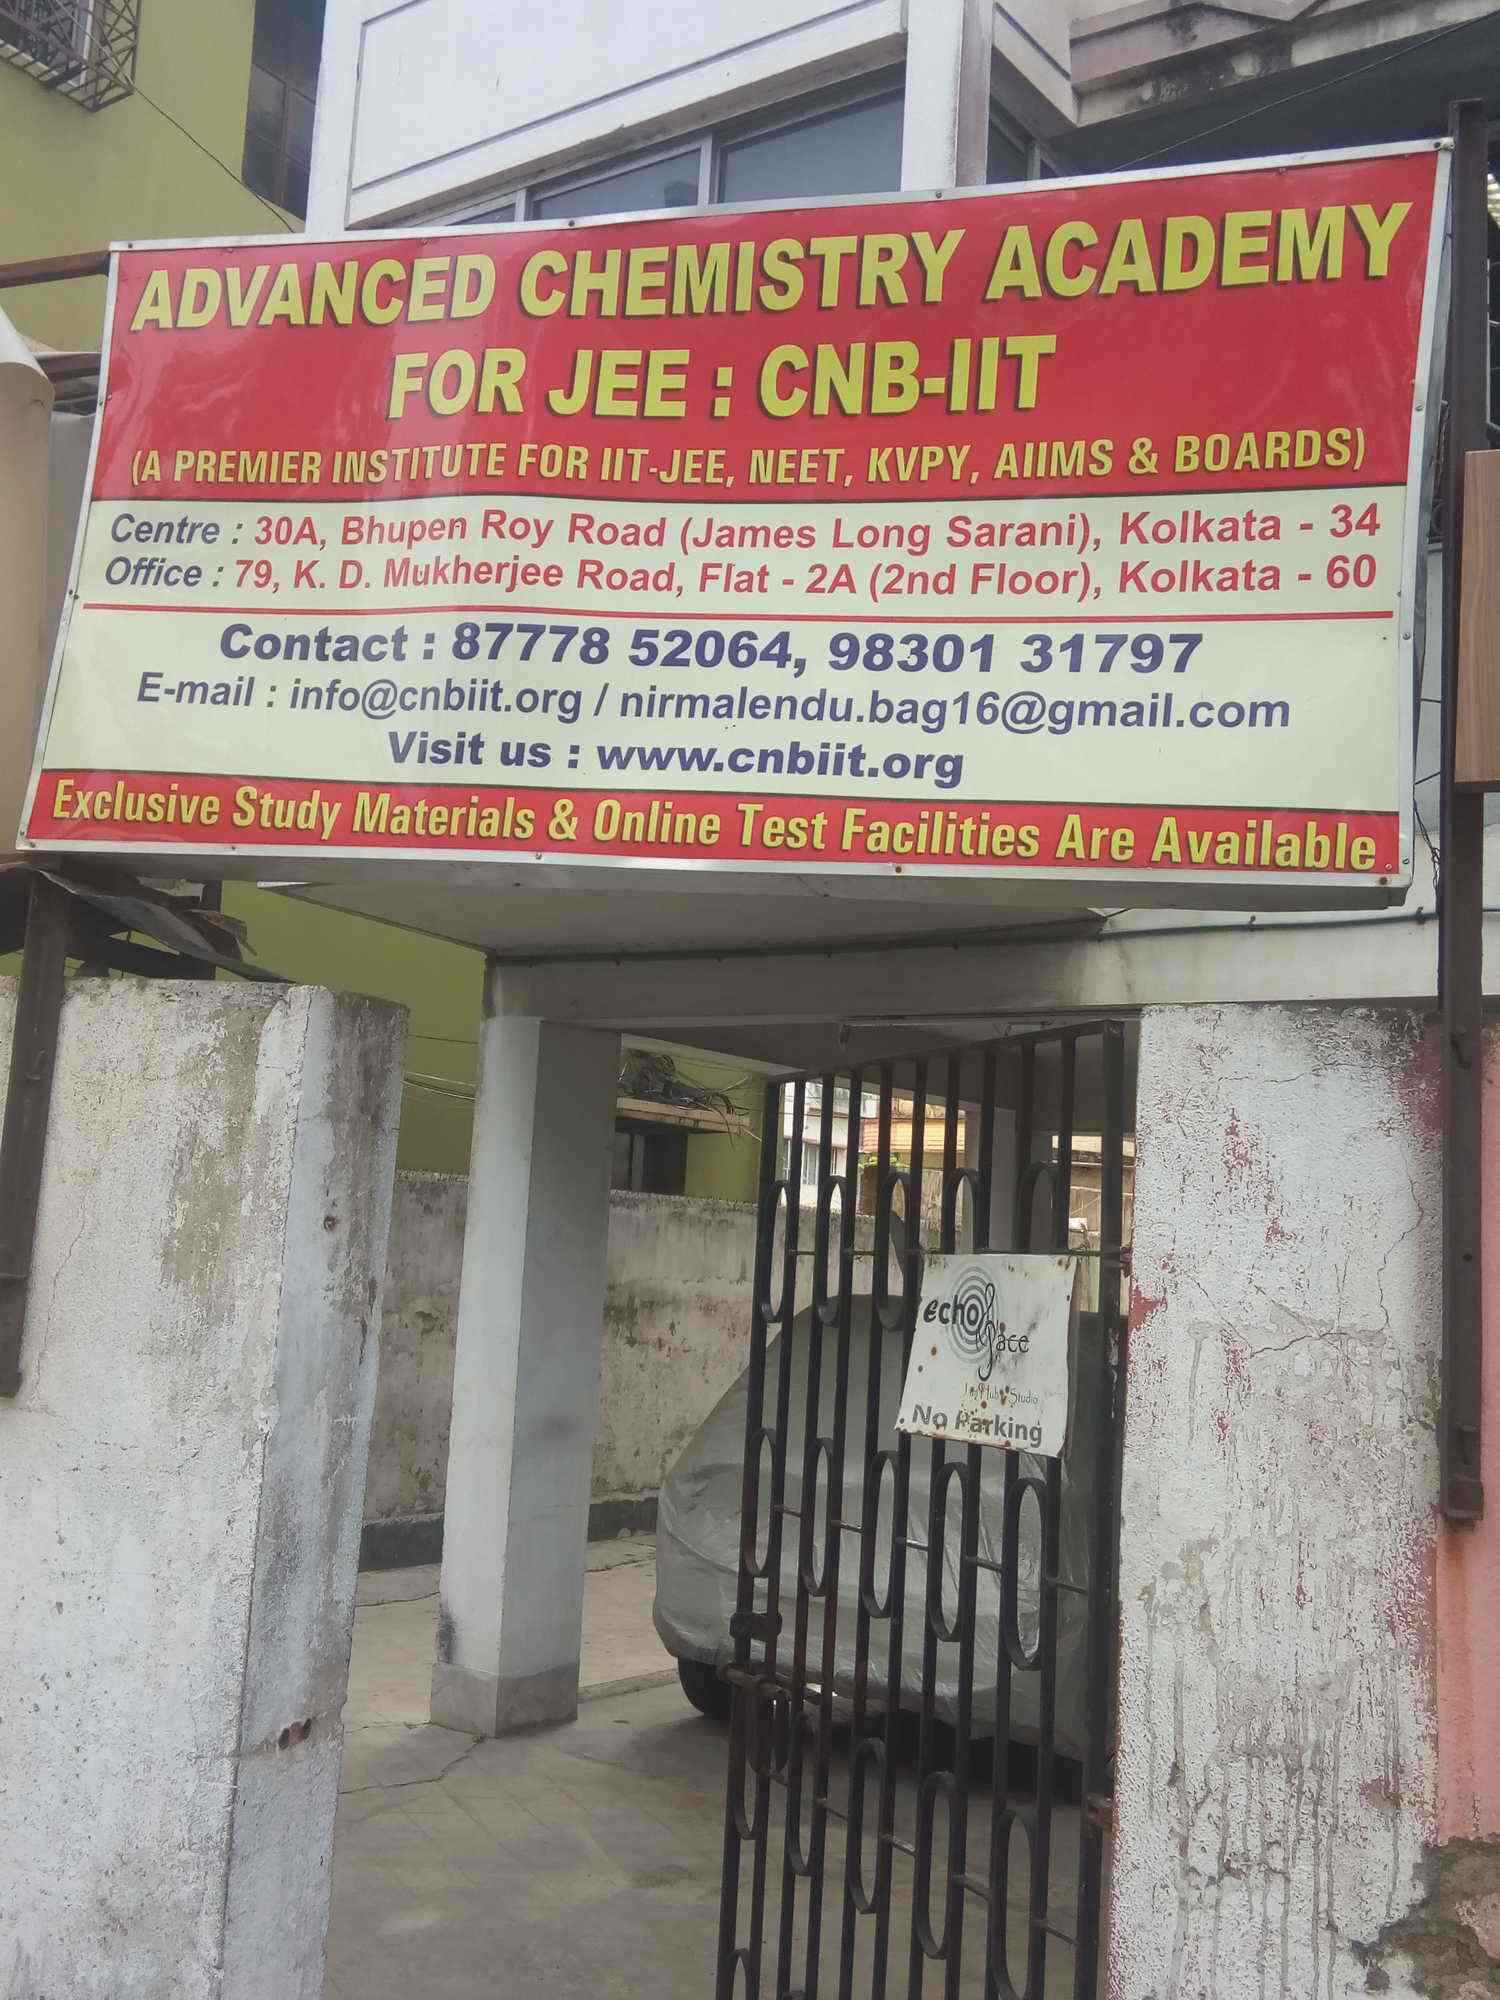 ADVANCED CHEMISTRY ACADEMY
FOR JEE : CNB-IIT
(A PREMIER INSTITUTE FOR IIT-JEE, NEET, KVPY, AIIMS & BOARDS)
Centre : 30A, Bhupen Roy Road (James Long Sarani), Kolkata - 34
Office : 79, K. D. Mukherjee Road, Flat - 2A (2nd Floor), Kolkata - 60
Contact : 87778 52064, 98301 31797
E-mail : info@cnbiit.org / nirmalendu.bag16@gmail.com
Visit us : www.cnbiit.org
Exclusive Study Materials & Online Test Facilities Are Available
echo
Space
Hub Studio
No Parking